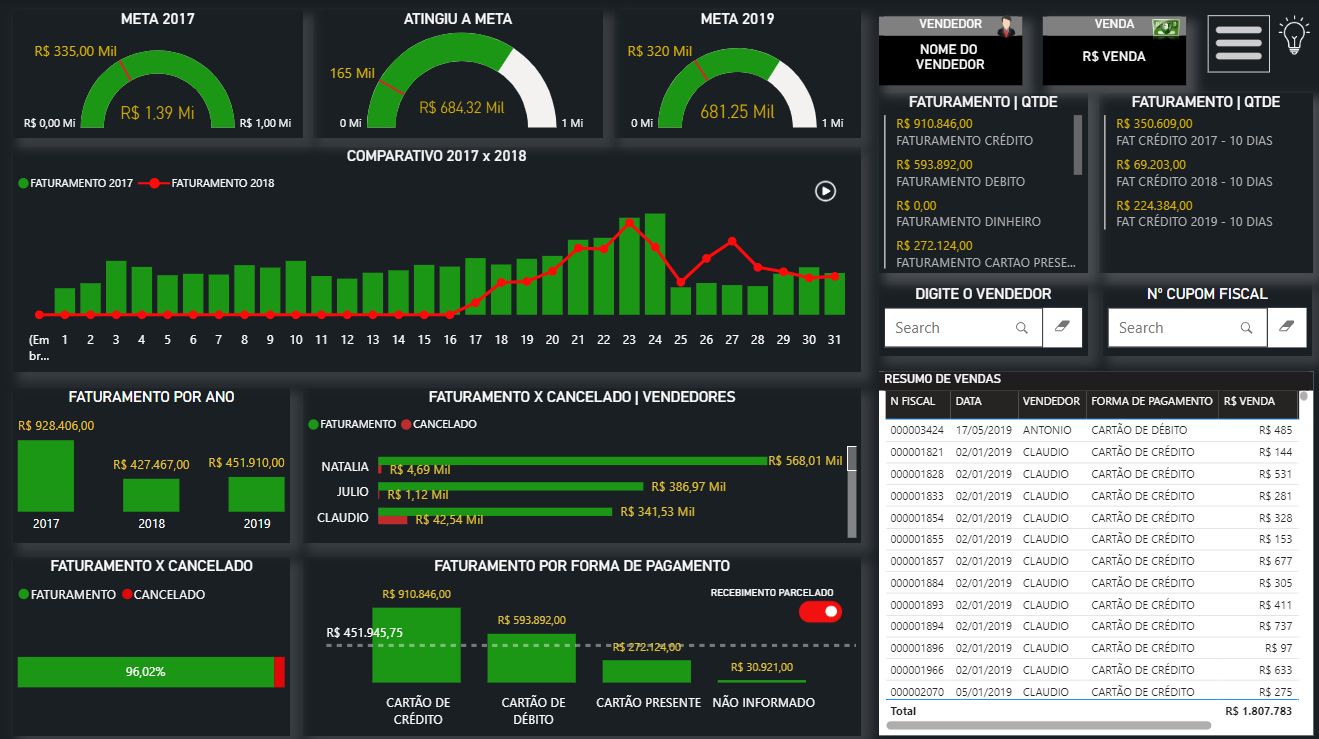 META 2017
R$ 335,00 Mil
R$ 1,39 Mi
R$ 0,00 Mi
R$ 1,00 Mi
ATINGIU A META
165 Mil
R$ 684,32 Mil
0 Mi
1 Mi
META 2019
R$ 320 Mil
681,25 Mil
0 Mi
1 Mi
VENDEDOR
NOME DO
VENDEDOR
VENDA
R$ VENDA
FATURAMENTO | QTDE
R$ 910.846,00
FATURAMENTO CRÉDITO
R$ 593.892,00
FATURAMENTO DEBITO
R$ 0,00
FATURAMENTO DINHEIRO
R$ 272.124,00
FATURAMENTO CARTAO PRESE...
FATURAMENTO | QTDE
R$ 350.609,00
FAT CRÉDITO 2017 - 10 DIAS
R$ 69.203,00
FAT CRÉDITO 2018 - 10 DIAS
R$ 224.384,00
FAT CRÉDITO 2019 - 10 DIAS
COMPARATIVO 2017 x 2018
FATURAMENTO 2017 FATURAMENTO 2018
(Em
br... 1 2 3 4 5 6 7 8 9 10 11 12 13 14 15 16 17 18 19 20 21 22 23 24 25 26 27 28 29 30 31
DIGITE O VENDEDOR
Search
Nº CUPOM FISCAL
Search
FATURAMENTO POR ANO
R$ 928.406,00
R$ 427.467,00
R$ 451.910,00
2017 2018 2019
FATURAMENTO X CANCELADO | VENDEDORES
FATURAMENTO CANCELADO
NATALIA R$ 568,01 Mil
R$ 4,69 Mil
JULIO R$ 386,97 Mil
R$ 1,12 Mil
CLAUDIO R$ 341,53 Mil
R$ 42,54 Mil
FATURAMENTO X CANCELADO
FATURAMENTO CANCELADO
96,02%
FATURAMENTO POR FORMA DE PAGAMENTO
RECEBIMENTO PARCELADO
R$ 910.846,00
R$ 593.892,00
R$ 451.945,75
R$ 272.124,00
R$ 30.921,00
CARTÃO DE
CRÉDITO
CARTÃO DE
DÉBITO
CARTÃO PRESENTE
NÃO INFORMADO
RESUMO DE VENDAS
N FISCAL DATA VENDEDOR FORMA DE PAGAMENTO R$ VENDA
000003424 17/05/2019 ANTONIO CARTÃO DE DÉBITO R$ 485
000001821 02/01/2019 CLAUDIO CARTÃO DE CRÉDITO R$ 144
000001828 02/01/2019 CLAUDIO CARTÃO DE CRÉDITO R$ 531
000001833 02/01/2019 CLAUDIO CARTÃO DE CRÉDITO R$ 281
000001854 02/01/2019 CLAUDIO CARTÃO DE CRÉDITO R$ 328
000001855 02/01/2019 CLAUDIO CARTÃO DE CRÉDITO R$ 153
000001857 02/01/2019 CLAUDIO CARTÃO DE CRÉDITO R$ 677
000001884 02/01/2019 CLAUDIO CARTÃO DE CRÉDITO R$ 305
000001893 02/01/2019 CLAUDIO CARTÃO DE CRÉDITO R$ 411
000001894 02/01/2019 CLAUDIO CARTÃO DE CRÉDITO R$ 737
000001896 02/01/2019 CLAUDIO CARTÃO DE CRÉDITO R$ 97
000001966 02/01/2019 CLAUDIO CARTÃO DE CRÉDITO R$ 633
000002070 05/01/2019 CLAUDIO CARTÃO DE CRÉDITO R$ 275
Total R$ 1.807.783